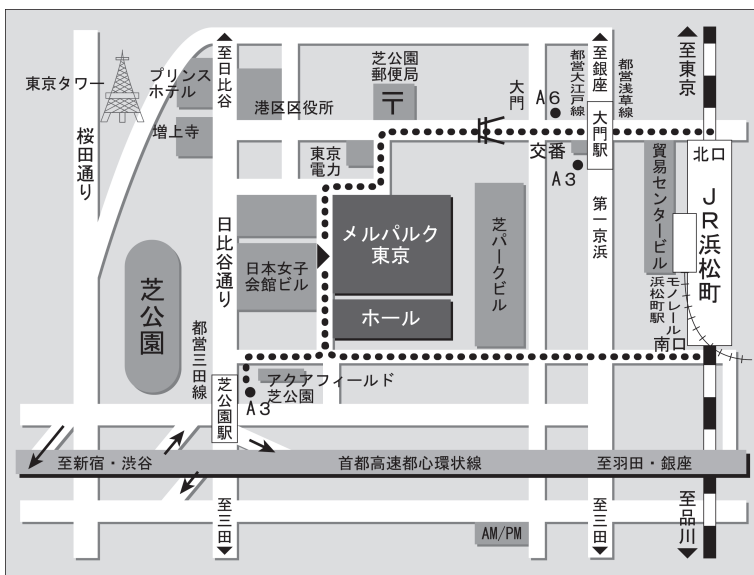 東京タワー
プリンス
ホテル
増上寺
桜田通り
至日比谷
港区区役所
芝公園
郵便局
〒
東京
電力
大門
A6
都営大江戸線
至銀座
都営浅草線
大門駅
交番
A3
至東京
北口
貿易センタービル
JR浜松町
モノレール
浜松町駅
南口
第一京浜
日比谷通り
日本女子
会館ビル
メルパルク
東京
ホール
芝パークビル
芝公園
都営三田線
芝公園駅
アクアフィールド
芝公園
A3
至新宿・渋谷
首都高速都心環状線
至羽田・銀座
至三田
AM/PM
至三田
至品川